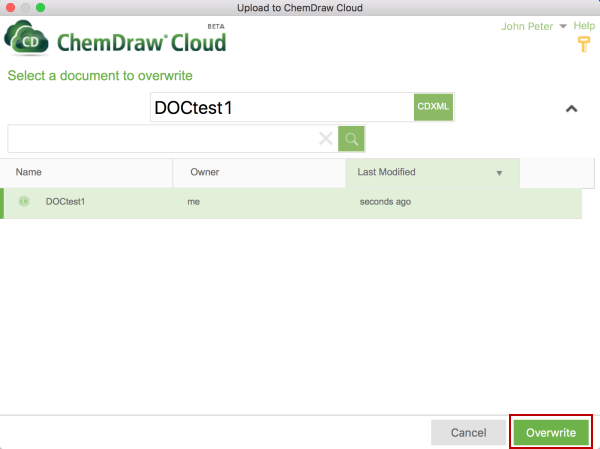 Upload to ChemDraw Cloud
CD ChemDraw® Cloud BETA
John Peter Help
Select a document to overwrite
DOCtest1 CDXML
Name Owner Last Modified
DOCtest1 me seconds ago
Cancel Overwrite